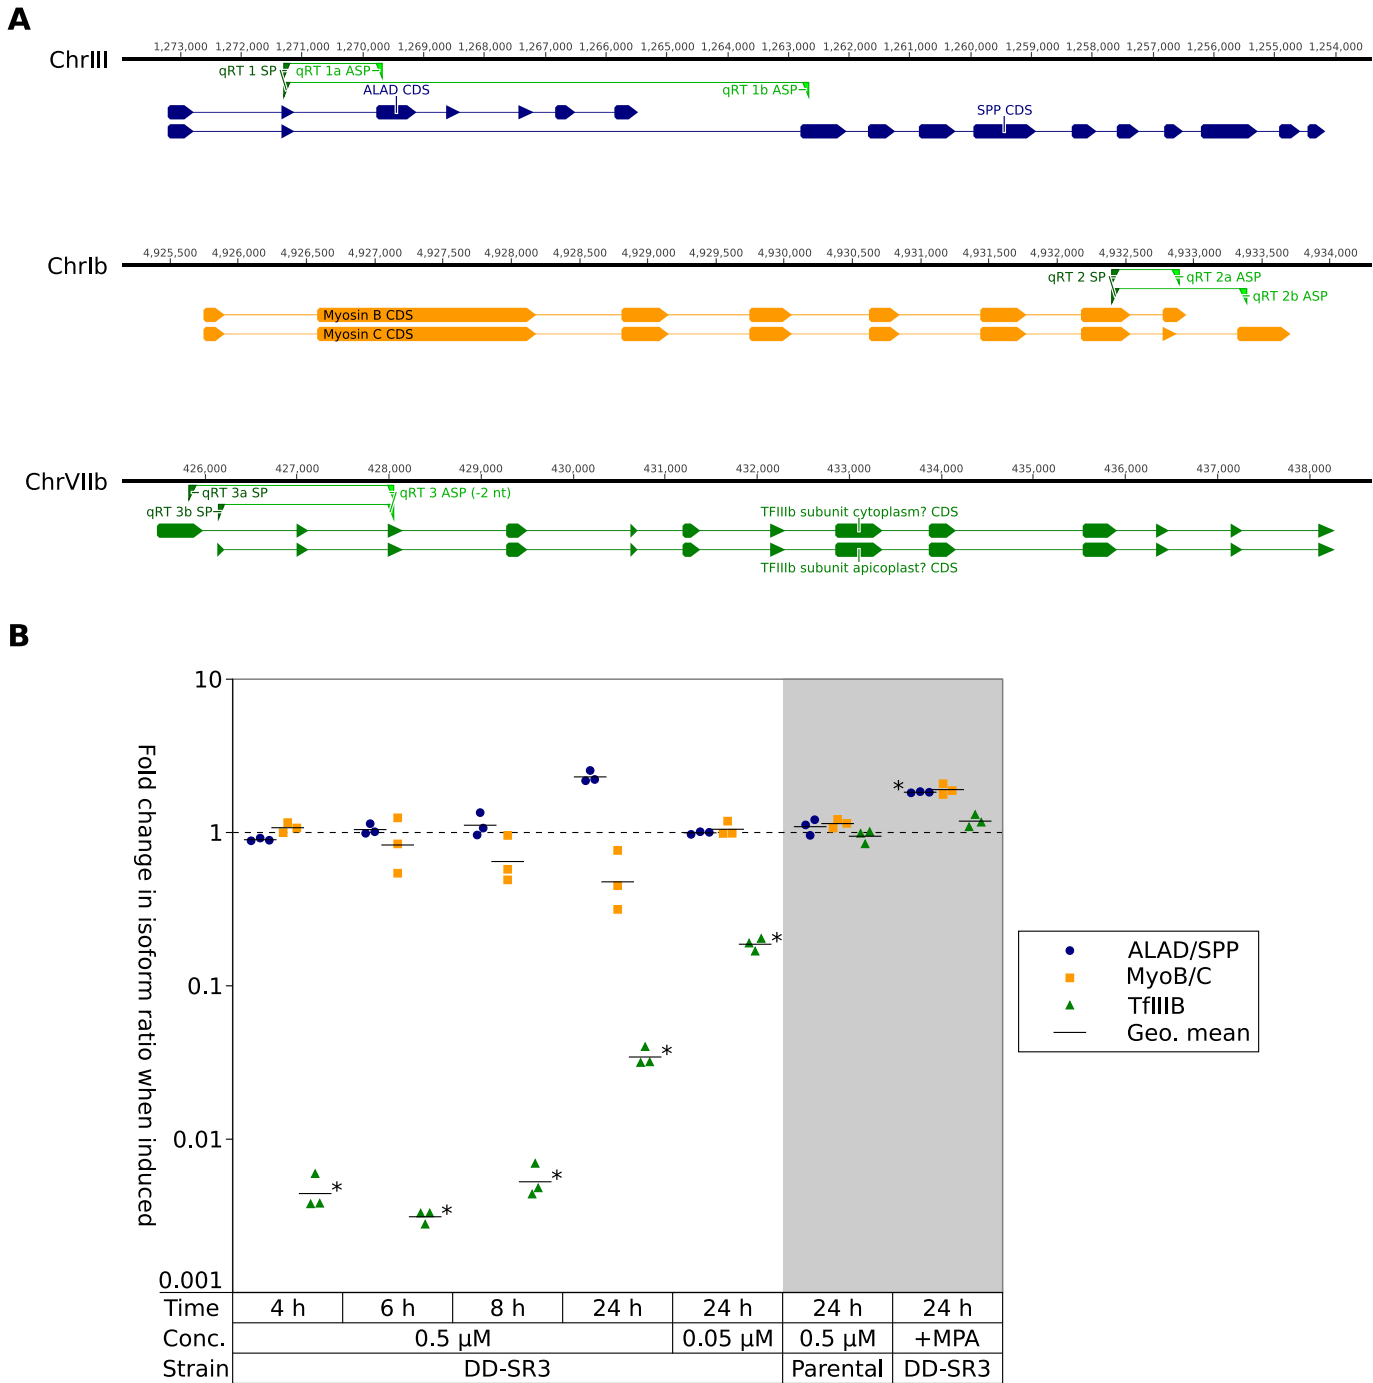 A
ChrIII
1,273,000 1,272,000 1,271,000 1,270,000 1,269,000 1,268,000 1,267,000 1,266,000 1,265,000 1,264,000 1,263,000 1,262,000 1,261,000 1,260,000 1,259,000 1,258,000 1,257,000 1,256,000 1,255,000 1,254,000
qRT 1 SP qRT 1a ASP
ALAD CDS qRT 1b ASP
SPP CDS
ChrIb
4,925,500 4,926,000 4,926,500 4,927,000 4,927,500 4,928,000 4,928,500 4,929,000 4,929,500 4,930,000 4,930,500 4,931,000 4,931,500 4,932,000 4,932,500 4,933,000 4,933,500 4,934,000
qRT 2 SP qRT 2a ASP
qRT 2b ASP
Myosin B CDS
Myosin C CDS
ChrVIIb
426,000 427,000 428,000 429,000 430,000 431,000 432,000 433,000 434,000 435,000 436,000 437,000 438,000
qRT 3a SP qRT 3 ASP (-2 nt)
qRT 3b SP
TFIIIb subunit cytoplasm? CDS
TFIIIb subunit apicoplast? CDS
B
Fold change in isoform ratio when induced
10
1
0.1
0.01
0.001
*
*
*
*
*
*
ALAD/SPP
MyoB/C
TfIIIB
Geo. mean
Time 4 h 6 h 8 h 24 h 24 h 24 h 24 h
Conc. 0.5 µM 0.05 µM 0.5 µM +MPA
Strain DD-SR3 Parental DD-SR3